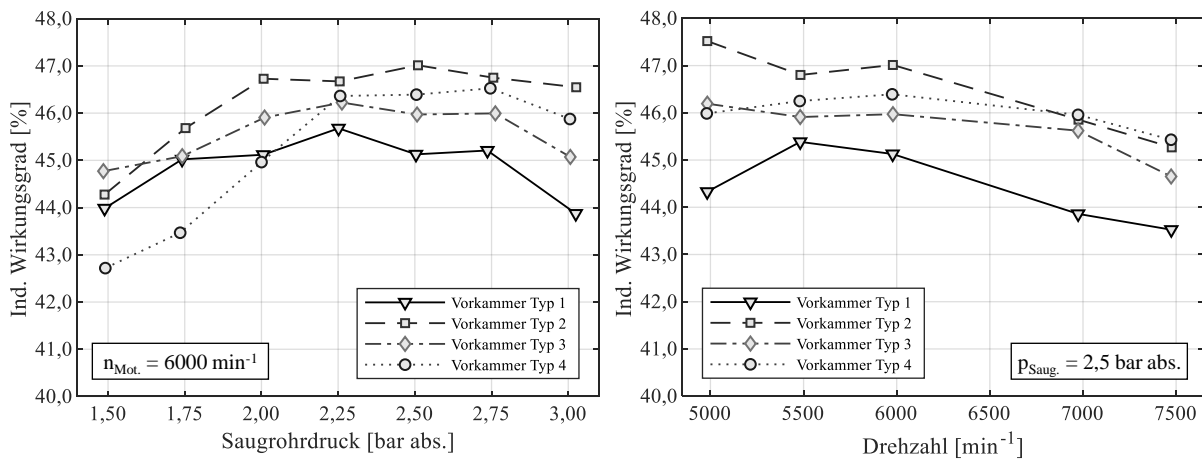 48,0
47,0
46,0
45,0
44,0
43,0
42,0
41,0
40,0
Ind. Wirkungsgrad [%]
Vorkammer Typ 1
Vorkammer Typ 2
Vorkammer Typ 3
Vorkammer Typ 4
nMot. = 6000 min-1
1,50 1,75 2,00 2,25 2,50 2,75 3,00
Saugrohrdruck [bar abs.]
48,0
47,0
46,0
45,0
44,0
43,0
42,0
41,0
40,0
Ind. Wirkungsgrad [%]
Vorkammer Typ 1
Vorkammer Typ 2
Vorkammer Typ 3
Vorkammer Typ 4
pSaug. = 2,5 bar abs.
5000 5500 6000 6500 7000 7500
Drehzahl [min-1]